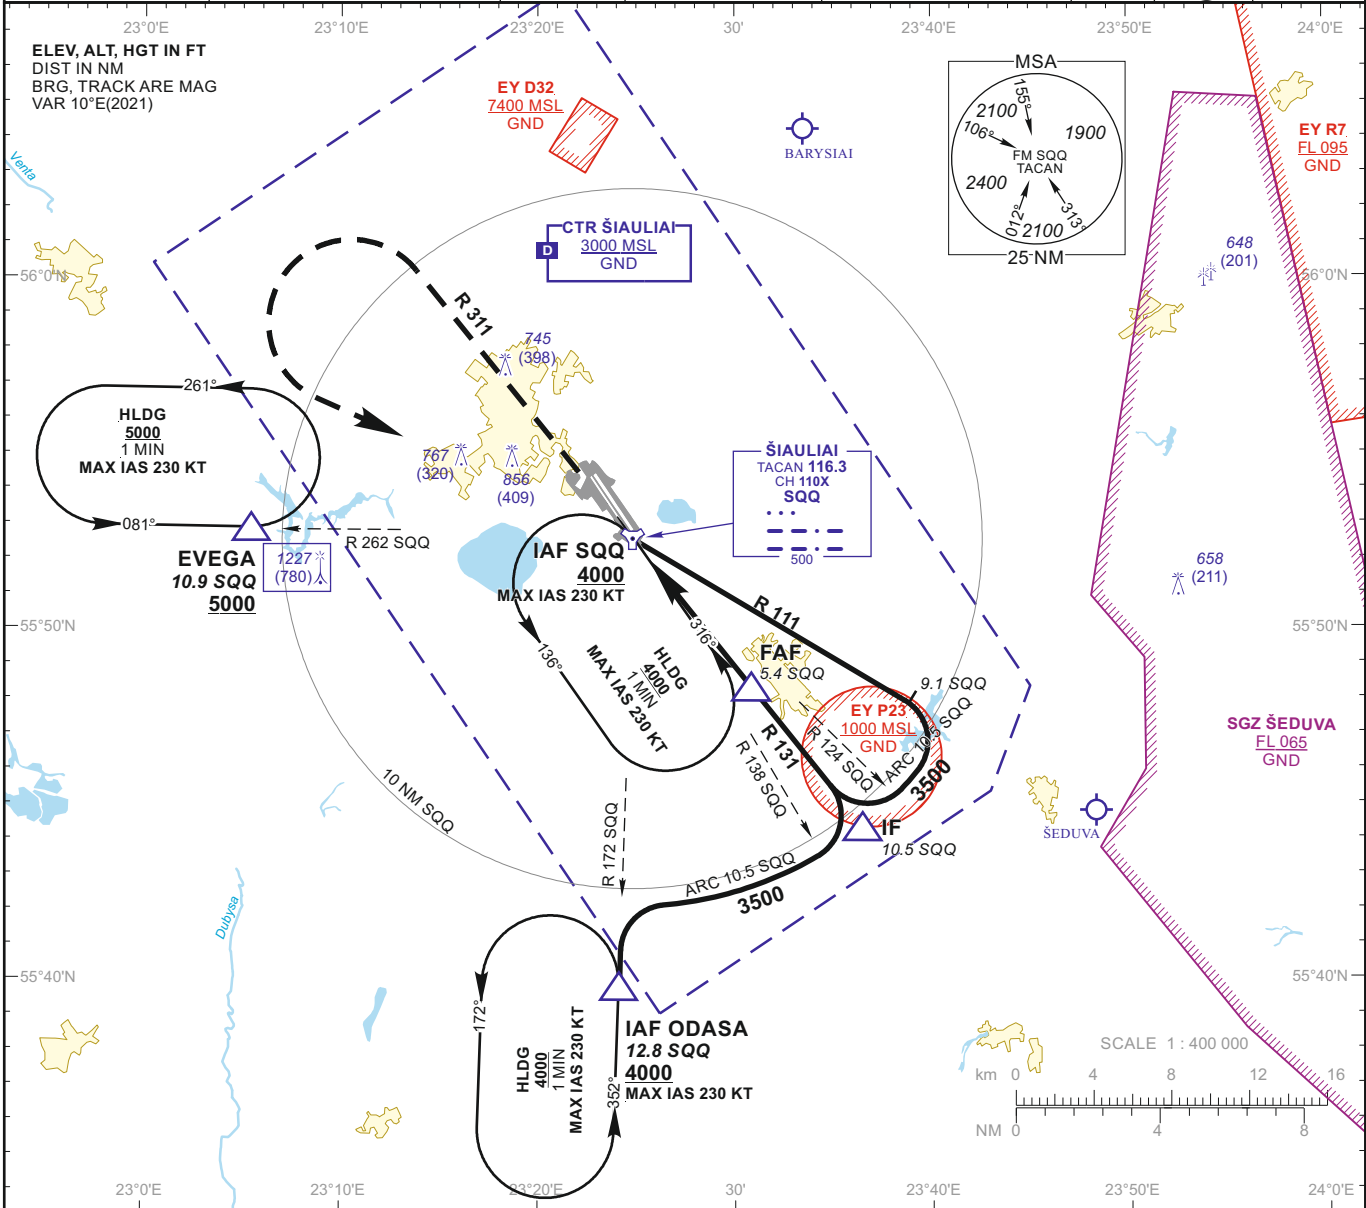 23°0'E
23°10'E
23°20'E
30'
23°40'E
23°50'E
24°0'E
ELEV, ALT, HGT IN FT
DIST IN NM
BRG, TRACK ARE MAG
VAR 10°E(2021)
Venta
EY D32
7400 MSL
GND
BARYSIAI
MSA
155°
2100
106°
1900
FM SQQ
TACAN
2400
012°
313°
2100
25 NM
EY R7
FL 095
GND
CTR ŠIAULIAI
D
3000 MSL
GND
648
(201)
56°0'N
56°0'N
R 311
745
(398)
261°
HLDG
5000
1 MIN
MAX IAS 230 KT
081°
767
(320)
856
(409)
ŠIAULIAI
TACAN 116.3
CH 110X
SQQ
500
R 262 SQQ
EVEGA
10.9 SQQ
5000
1227
(780)
IAF SQQ
4000
MAX IAS 230 KT
658
(211)
R 111
55°50'N
55°50'N
316°
136°
HLDG
4000
1 MIN
MAX IAS 230 KT
FAF
5.4 SQQ
9.1 SQQ
EY P23
1000 MSL
GND
ARC 10.5 SQQ
3500
R 131
R 124 SQQ
R 138 SQQ
SGZ ŠEDUVA
FL 065
GND
10 NM SQQ
R 172 SQQ
IF
10.5 SQQ
ŠEDUVA
ARC 10.5 SQQ
3500
Dubysa
55°40'N
55°40'N
172°
HLDG
4000
1 MIN
MAX IAS 230 KT
352°
IAF ODASA
12.8 SQQ
4000
MAX IAS 230 KT
SCALE 1 : 400 000
km 0 4 8 12 16
NM 0 4 8
23°0'E
23°10'E
23°20'E
30'
23°40'E
23°50'E
24°0'E